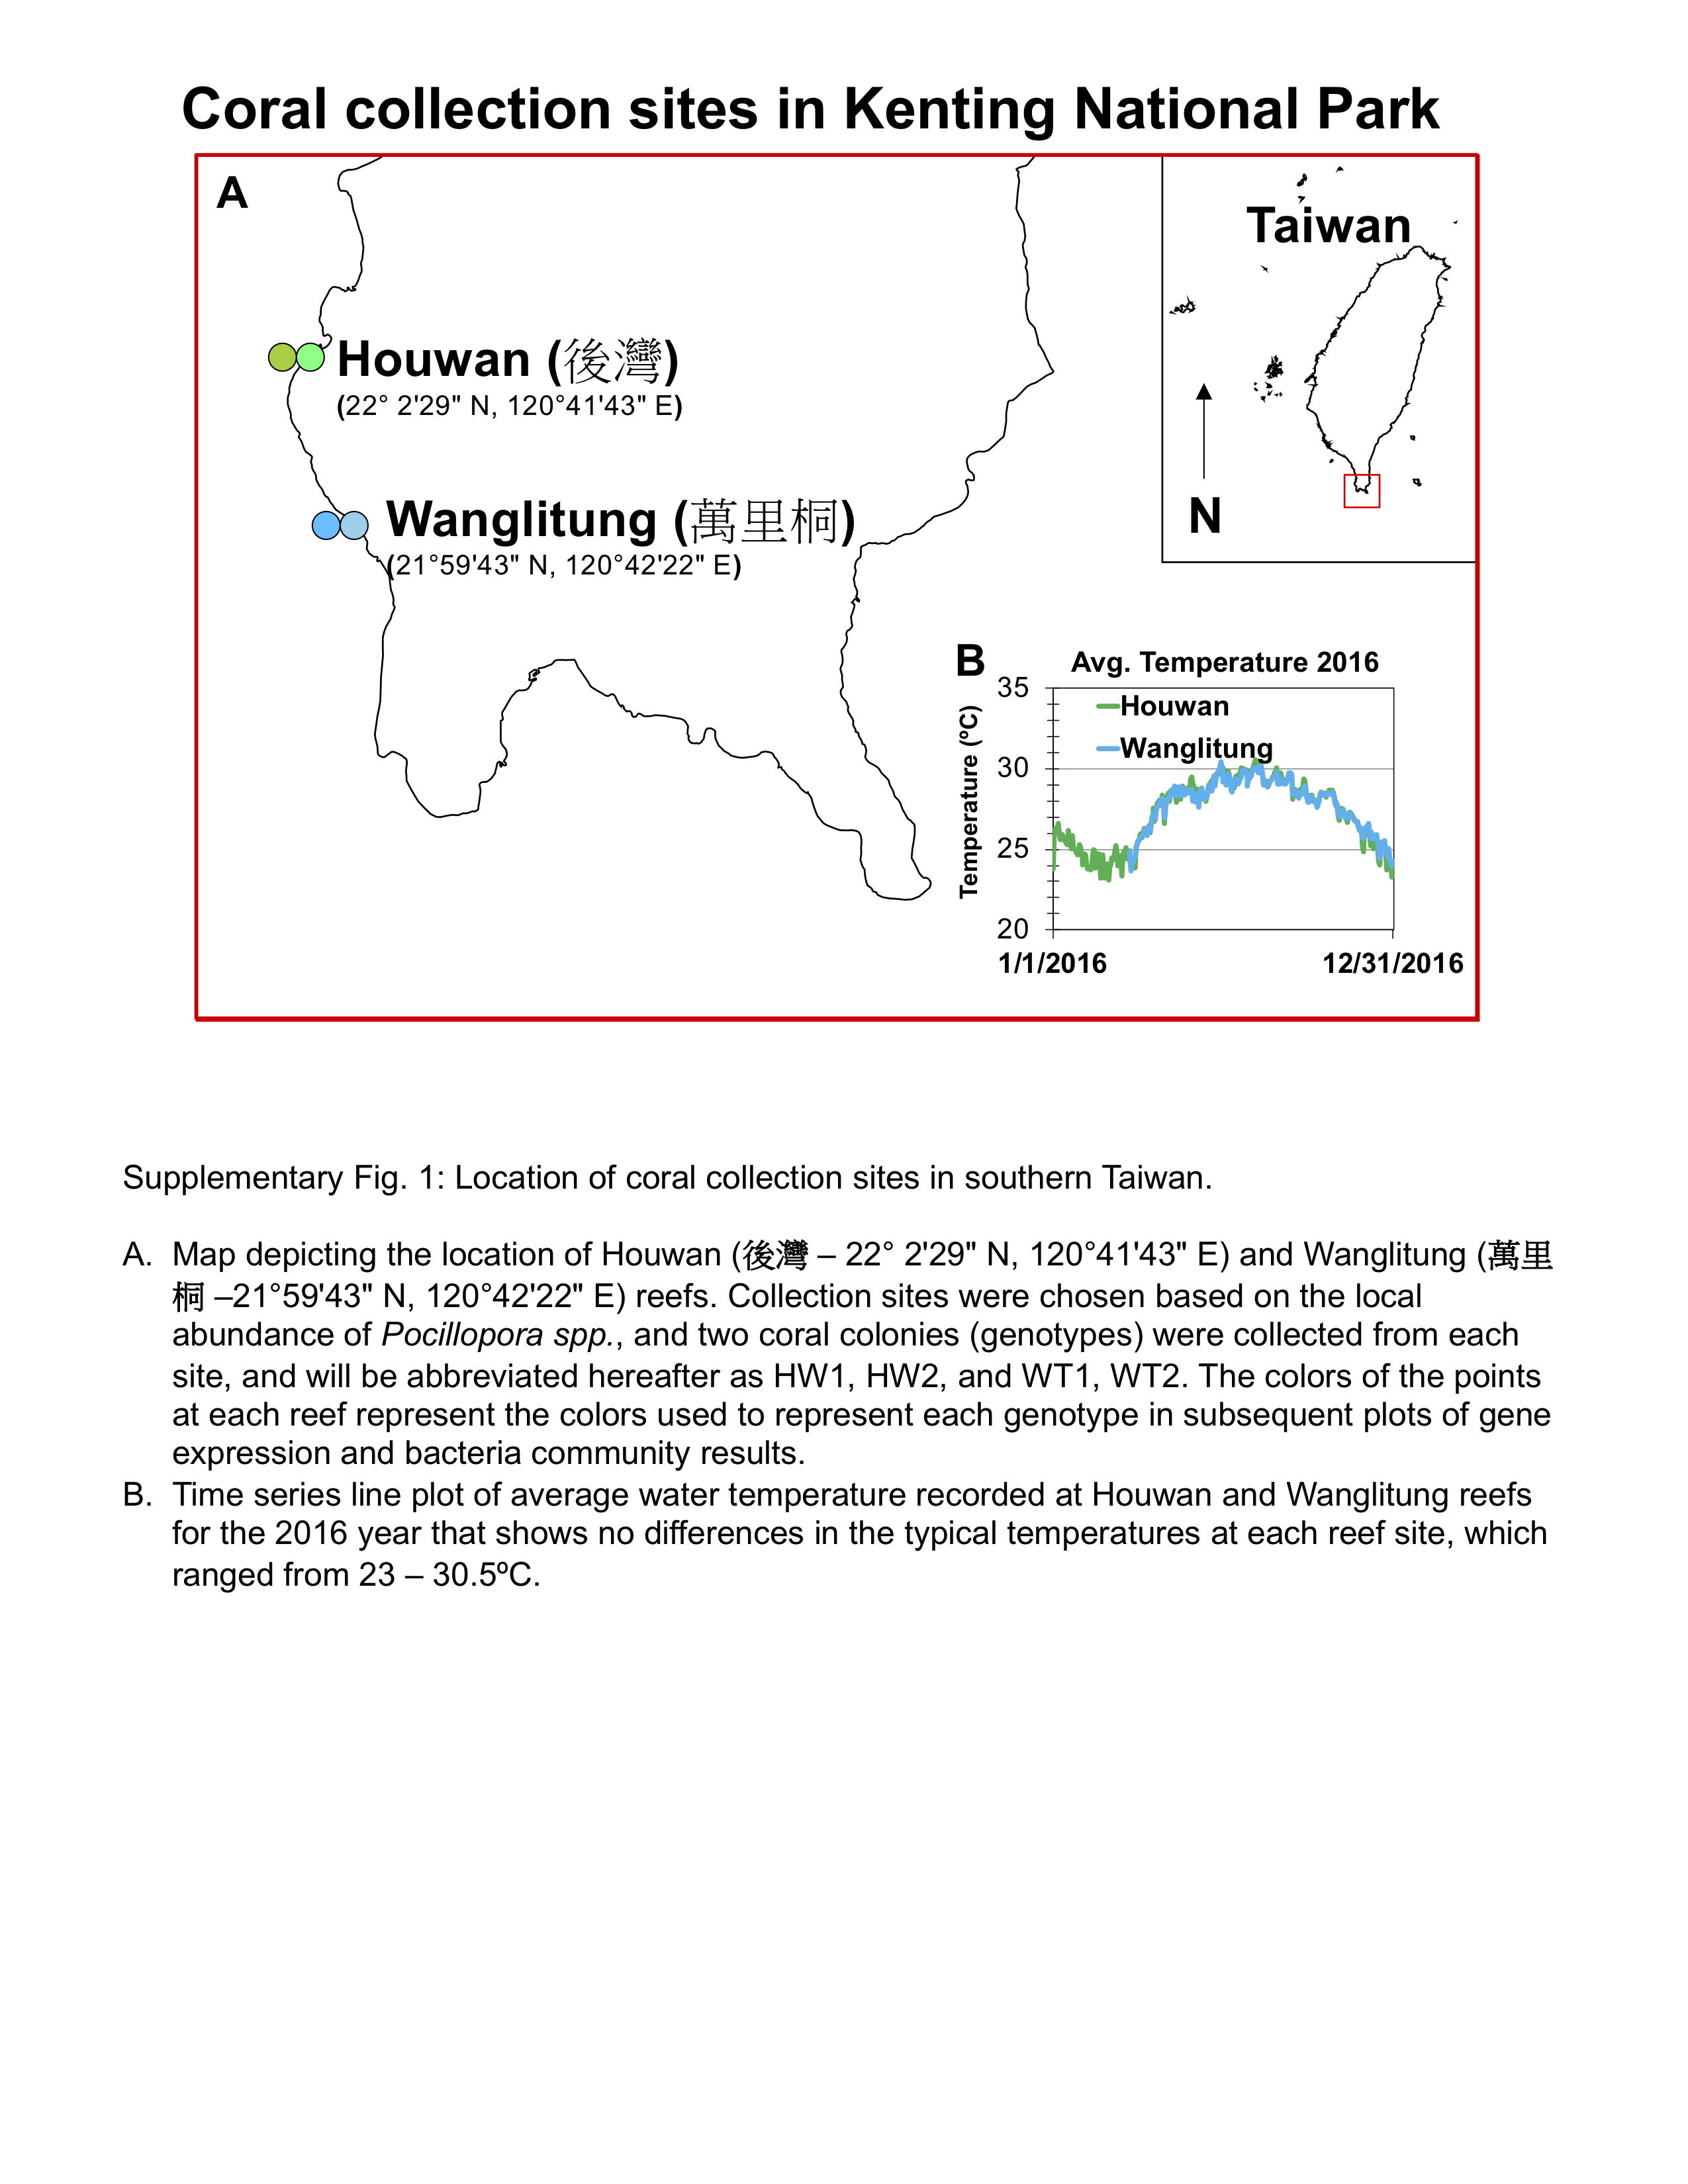 Coral collection sites in Kenting National Park
A
Taiwan
Houwan (後灣)
(22° 2'29" N, 120°41'43" E)
N
Wanglitung (萬里桐)
(21°59'43" N, 120°42'22" E)
B
Avg. Temperature 2016
35
Houwan
Wanglitung
30
25
20
Temperature (ºC)
1/1/2016
12/31/2016
Supplementary Fig. 1: Location of coral collection sites in southern Taiwan.
A. Map depicting the location of Houwan (後灣 – 22° 2'29" N, 120°41'43" E) and Wanglitung (萬里
桐 –21°59'43" N, 120°42'22" E) reefs. Collection sites were chosen based on the local
abundance of Pocillopora spp., and two coral colonies (genotypes) were collected from each
site, and will be abbreviated hereafter as HW1, HW2, and WT1, WT2. The colors of the points
at each reef represent the colors used to represent each genotype in subsequent plots of gene
expression and bacteria community results.
B. Time series line plot of average water temperature recorded at Houwan and Wanglitung reefs
for the 2016 year that shows no differences in the typical temperatures at each reef site, which
ranged from 23 – 30.5ºC.